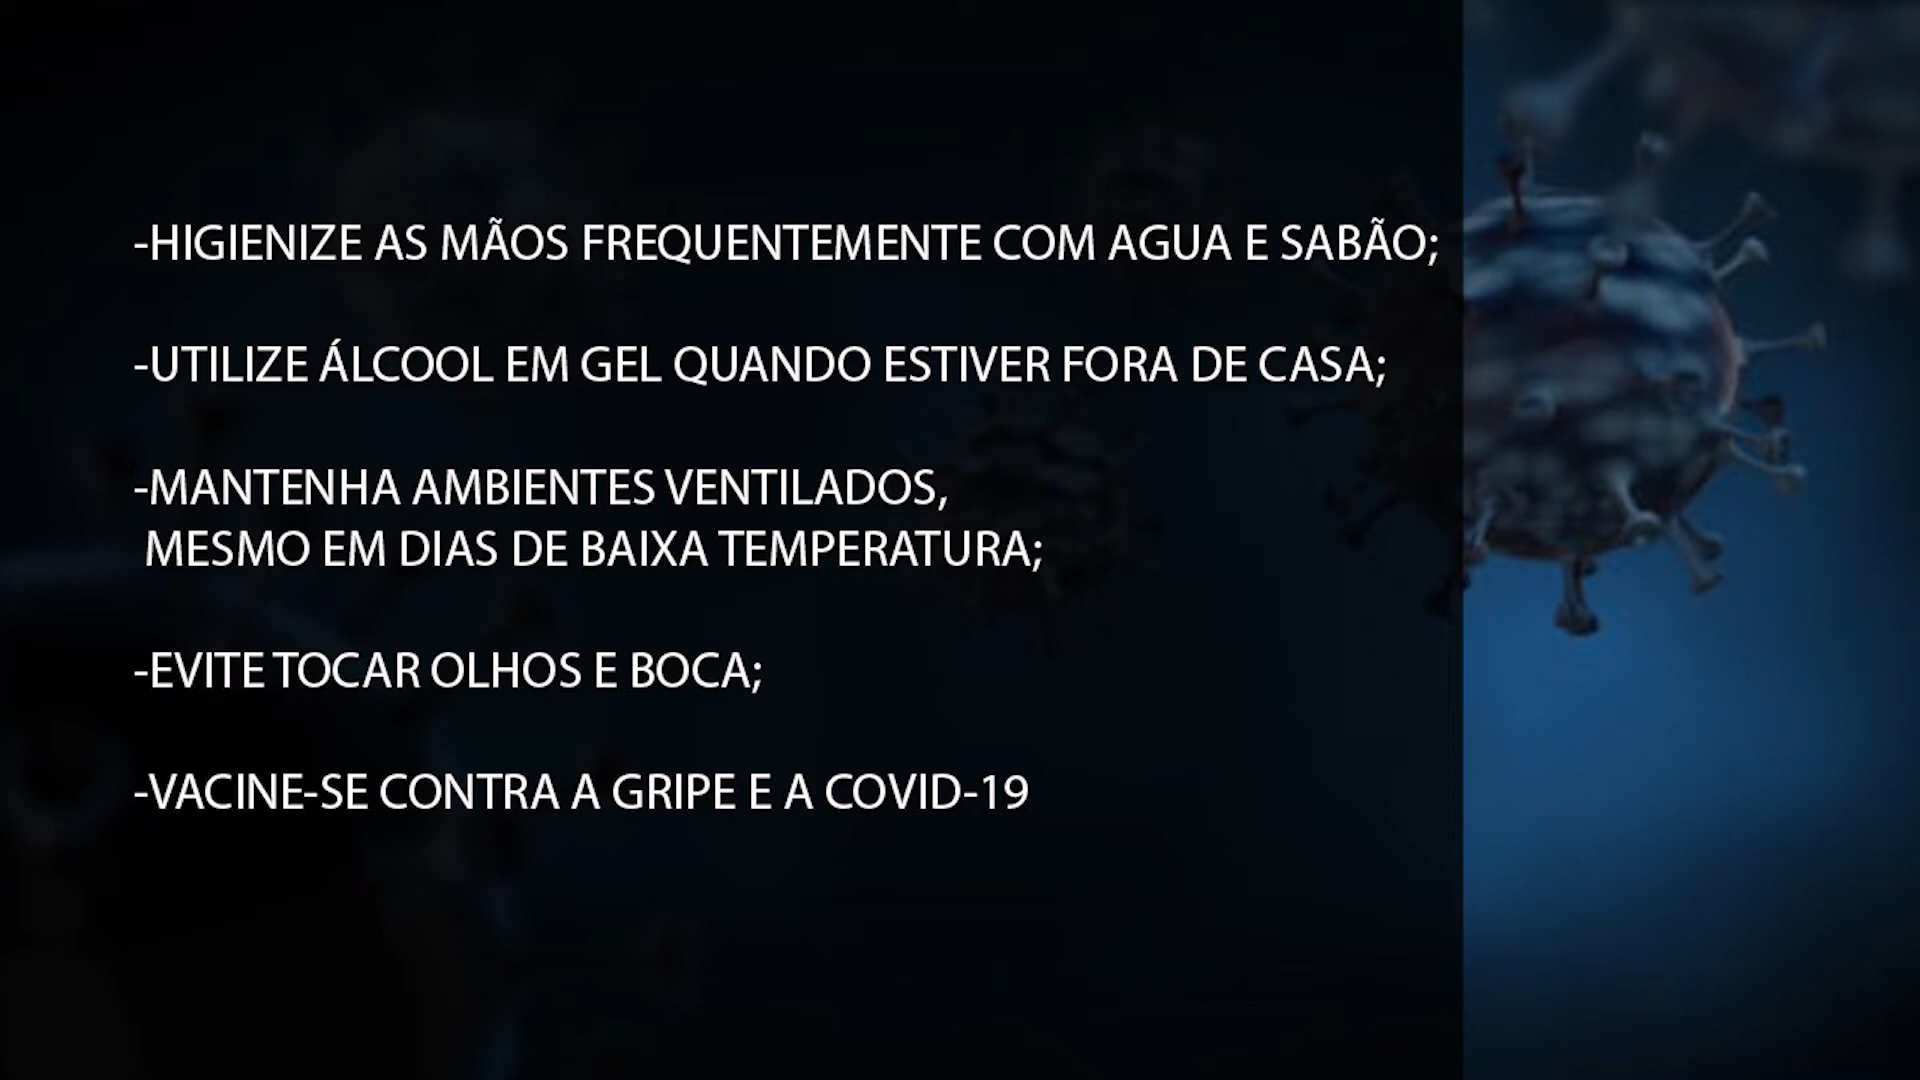 -HIGIENIZE AS MÃOS FREQUENTEMENTE COM AGUA E SABÃO;
-UTILIZE ÁLCOOL EM GEL QUANDO ESTIVER FORA DE CASA;
-MANTENHA AMBIENTES VENTILADOS,
MESMO EM DIAS DE BAIXA TEMPERATURA;
-EVITE TOCAR OLHOS E BOCA;
-VACINE-SE CONTRA A GRIPE E A COVID-19